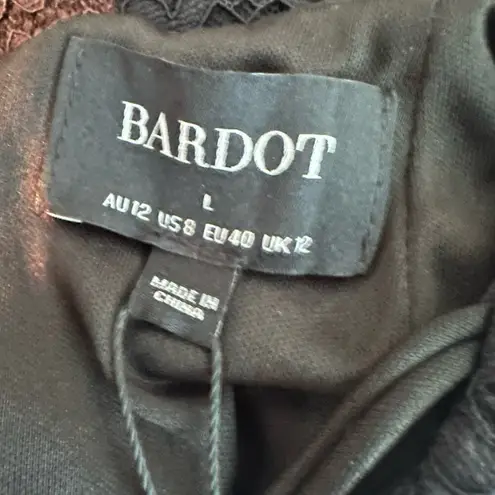 BARDOT
L
AU12 US8 EU40 UK12
MADE IN
CHINA